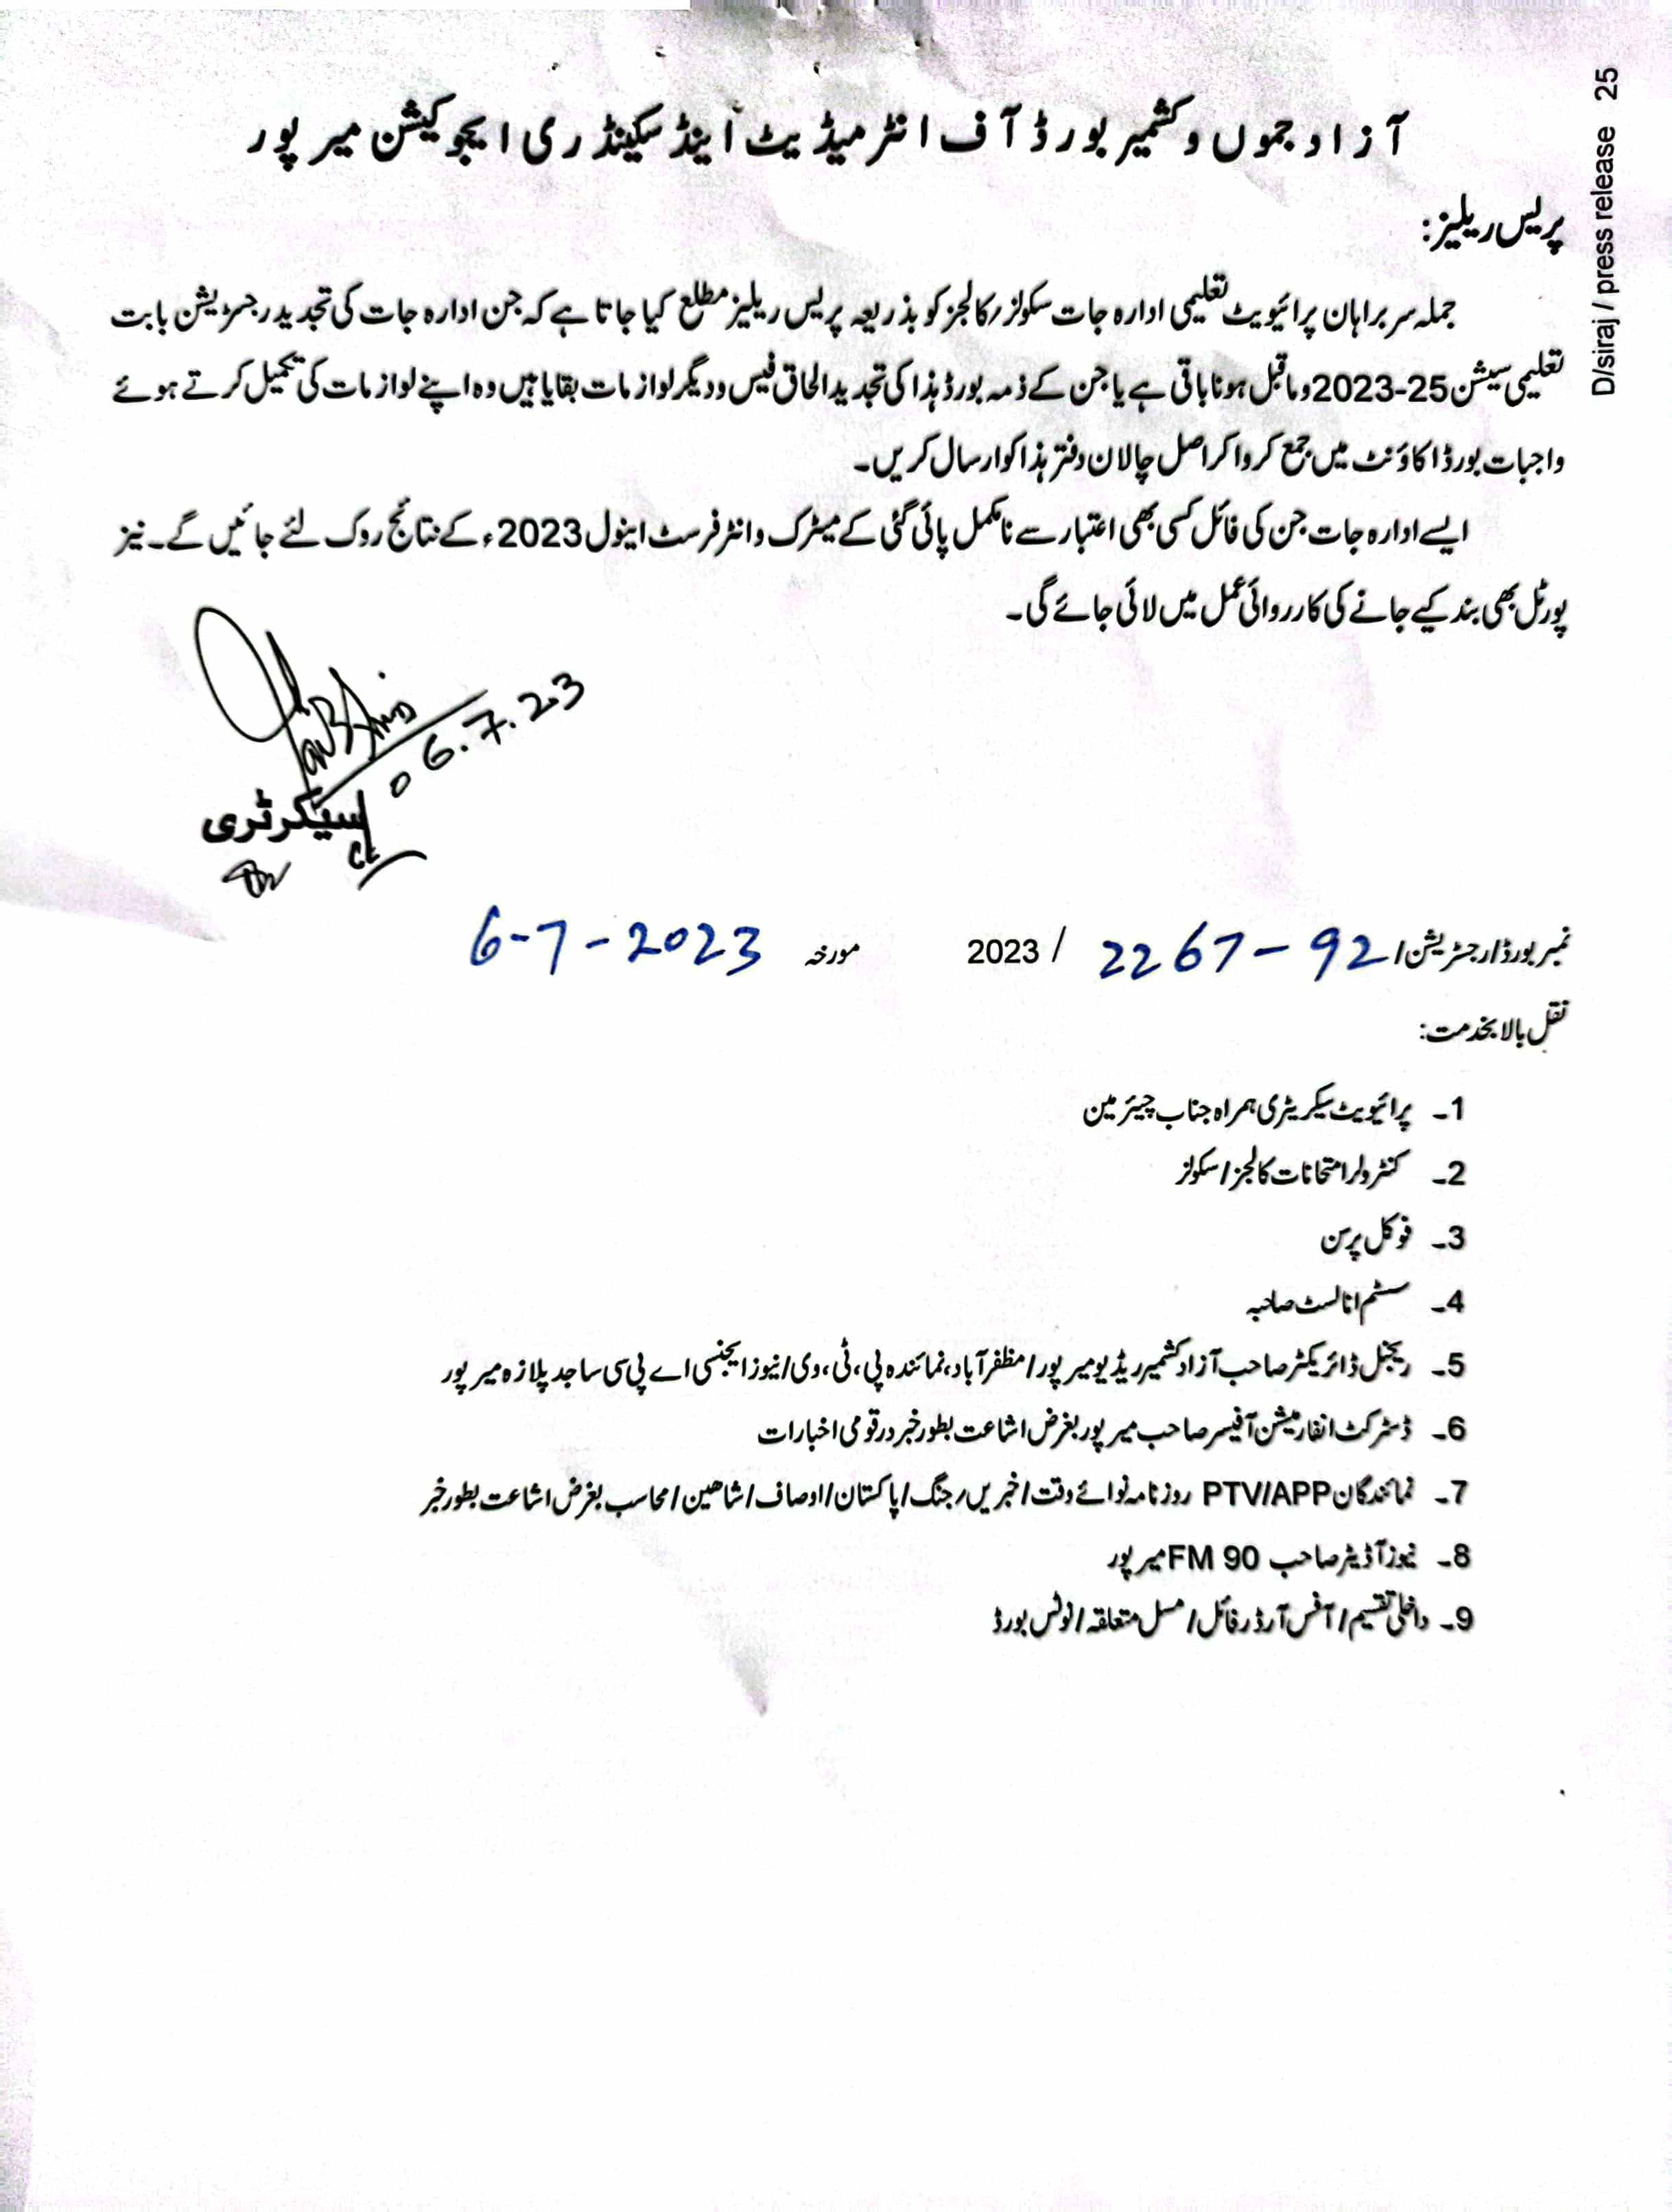 آزاد جموں و کشمیر بورڈ آف انٹرمیڈیٹ اینڈ سیکنڈری ایجوکیشن میرپور
D/siraj / press release 25
پریس ریلیز:
جملہ سربراہان پرائیویٹ تعلیمی ادارہ جات سکولز/کالجز کو بذریعہ پریس ریلیز مطلع کیا جاتا ہے کہ جن ادارہ جات کی تجدید رجسٹریشن بابت
تعلیمی سیشن 2023-25 و ماقبل ہونا باقی ہے یا جن کے ذمہ بورڈ ہذا کی تجدید الحاق فیس و دیگر لوازمات بقایا ہیں وہ اپنے لوازمات کی تکمیل کرتے ہوئے
واجبات بورڈ اکاؤنٹ میں جمع کروا کر اصل چالان دفتر ہذا کو ارسال کریں۔
ایسے ادارہ جات جن کی فائل کسی بھی اعتبار سے نامکمل پائی گئی کے میٹرک و انٹر فرسٹ اینول 2023ء کے نتائج روک لئے جائیں گے۔ نیز
پورٹل بھی بند کیے جانے کی کارروائی عمل میں لائی جائے گی۔
06.7.23
سیکرٹری
نمبر بورڈ/رجسٹریشن/ 2267-92 / 2023 مورخہ 6-7-2023
نقل بالا بخدمت:
1۔ پرائیویٹ سیکریٹری ہمراہ جناب چیئرمین
2۔ کنٹرولر امتحانات کالجز/سکولز
3۔ فوکل پرسن
4۔ سسٹم انالسٹ صاحبہ
5۔ ریجنل ڈائریکٹر صاحب آزاد کشمیر ریڈیو میرپور/مظفرآباد، نمائندہ پی، ٹی، وی/نیوز ایجنسی اے پی سی ساجد پلازہ میرپور
6۔ ڈسٹرکٹ انفارمیشن آفیسر صاحب میرپور بغرض اشاعت بطور خبر در قومی اخبارات
7۔ نمائندگان PTV/APP روزنامہ نوائے وقت/خبریں/جنگ/پاکستان/اوصاف/شاھین/محاسب بغرض اشاعت بطور خبر
8۔ نیوز آڈیٹر صاحب FM 90 میرپور
9۔ داخلی تقسیم/آفس آرڈر فائل/مسل متعلقہ/نوٹس بورڈ